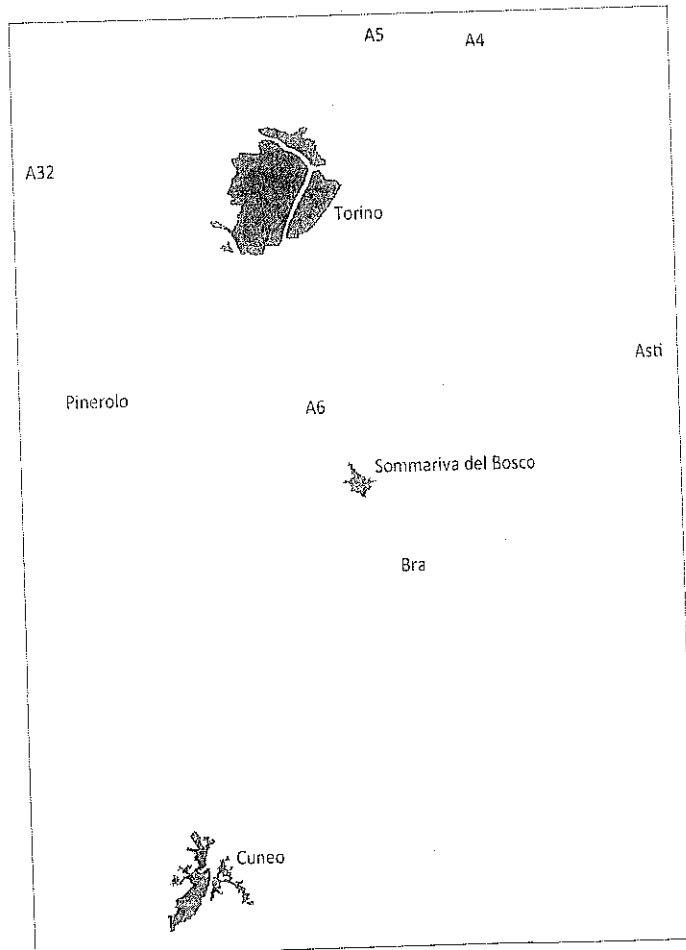 A5
A4
A32
Torino
Asti
Pinerolo
A6
Sommariva del Bosco
Bra
Cuneo